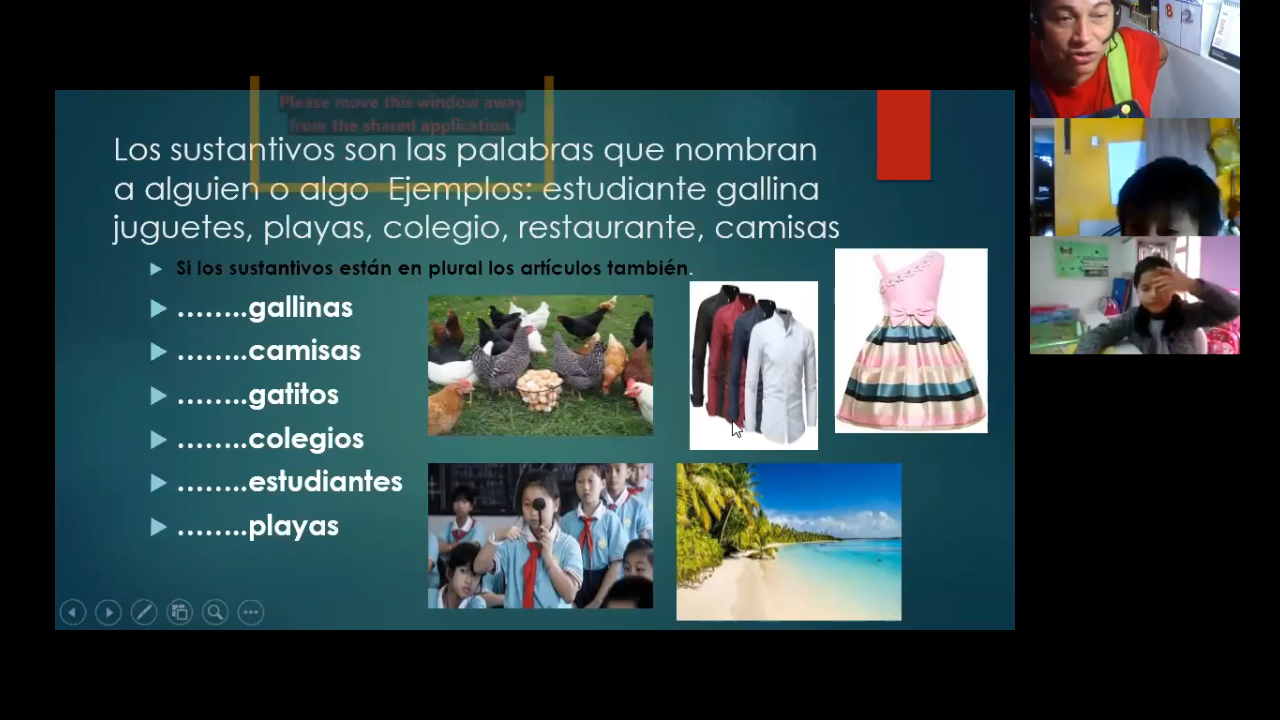 Please move this window away
from the shared application.
Los sustantivos son las palabras que nombran
a alguien o algo Ejemplos: estudiante gallina
juguetes, playas, colegio, restaurante, camisas
Si los sustantivos están en plural los artículos también.
........gallinas
........camisas
........gatitos
........colegios
........estudiantes
........playas
8 2